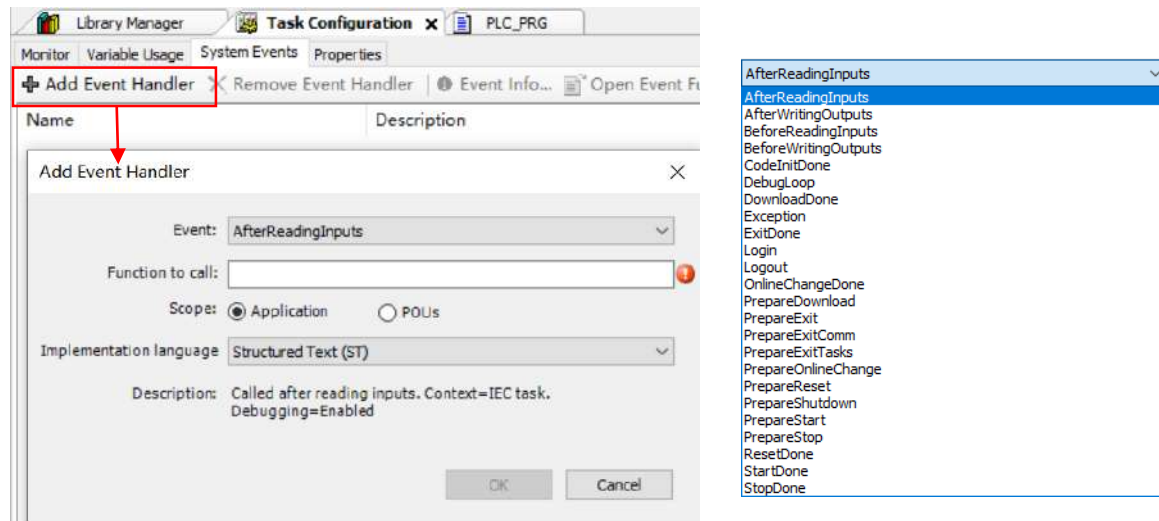 Library Manager Task Configuration PLC_PRG
Monitor Variable Usage System Events Properties
Add Event Handler Remove Event Handler Event Info... Open Event
Name Description
Add Event Handler
Event: AfterReadingInputs
Function to call:
Scope: Application POUs
Implementation language Structured Text (ST)
Description: Called after reading inputs. Context=IEC task.
Debugging=Enabled
OK Cancel
AfterReadingInputs
AfterReadingInputs
AfterWritingOutputs
BeforeReadingInputs
BeforeWritingOutputs
CodeInitDone
DebugLoop
DownloadDone
Exception
ExitDone
Login
Logout
OnlineChangeDone
PrepareDownload
PrepareExit
PrepareExitComm
PrepareExitTasks
PrepareOnlineChange
PrepareReset
PrepareShutdown
PrepareStart
PrepareStop
ResetDone
StartDone
StopDone